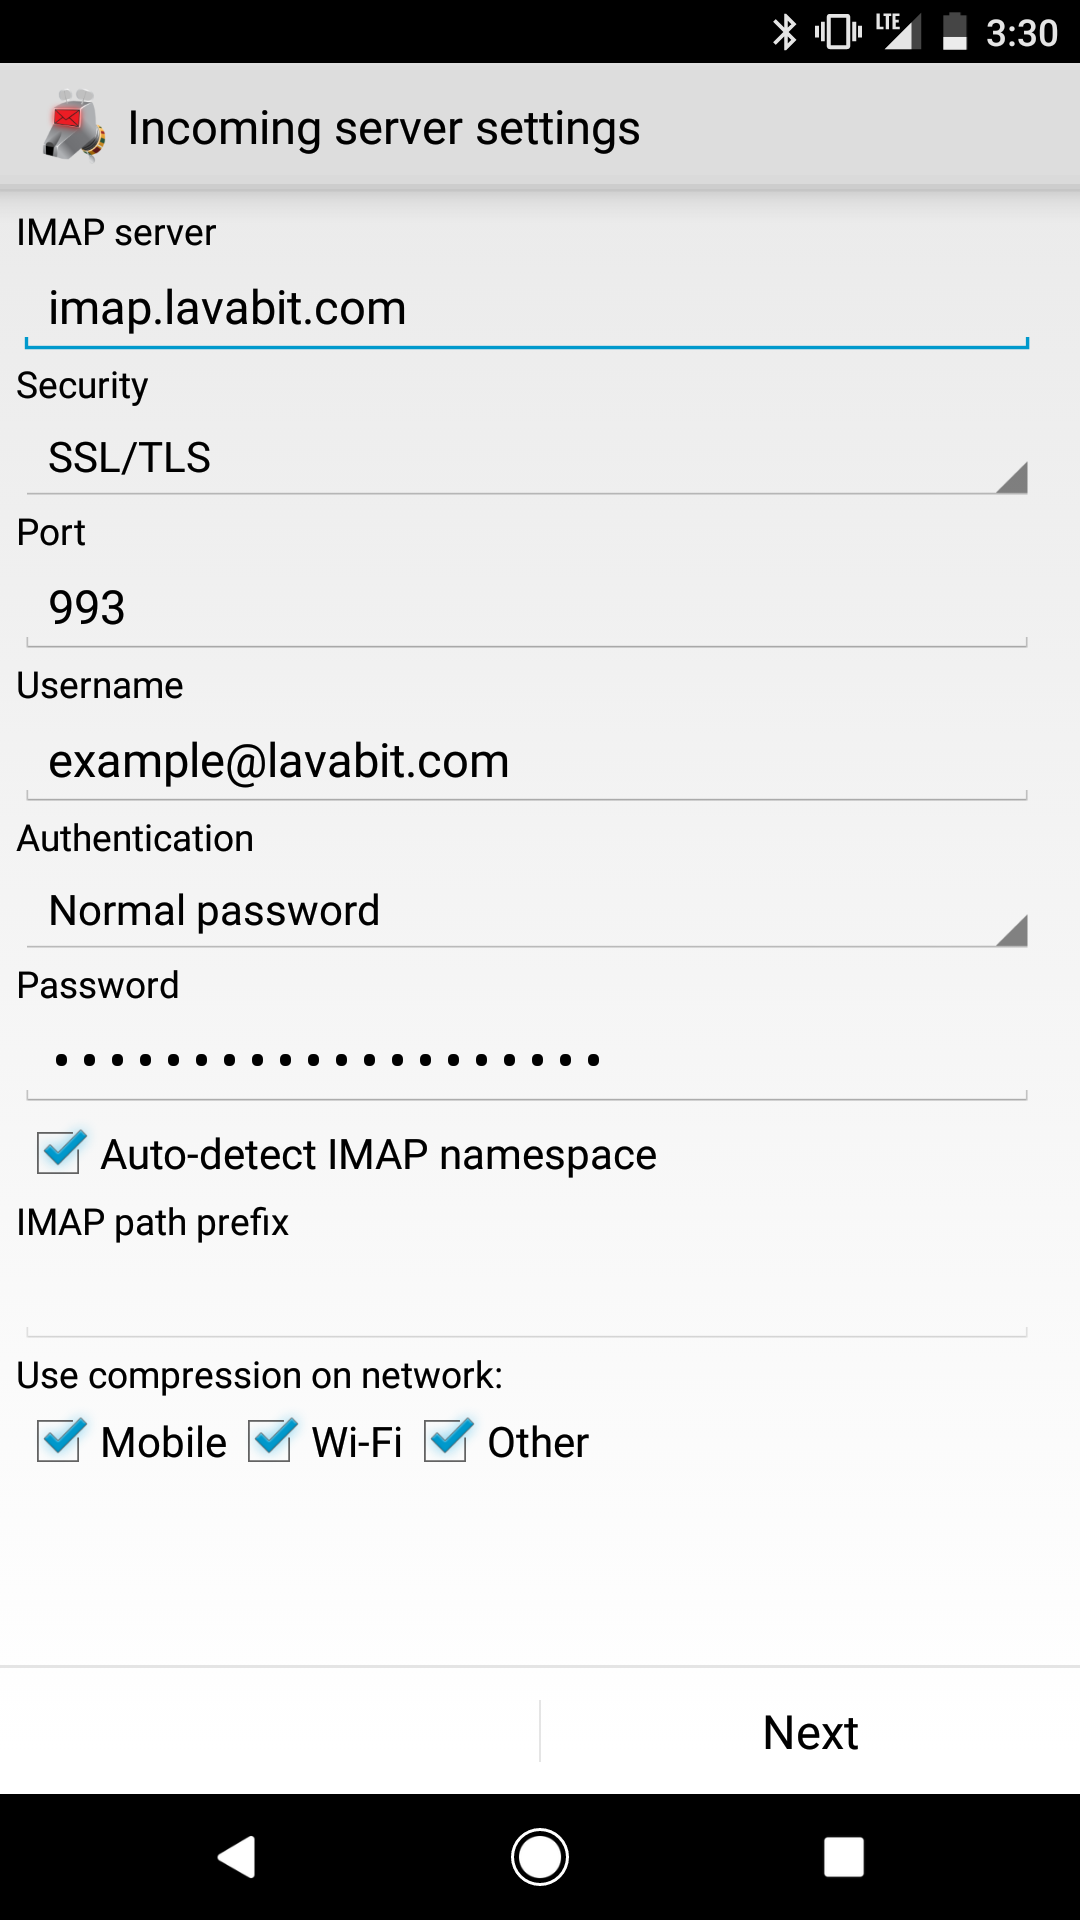 LTE 3:30
Incoming server settings
IMAP server
imap.lavabit.com
Security
SSL/TLS
Port
993
Username
example@lavabit.com
Authentication
Normal password
Password
••••••••••••••••••••
Auto-detect IMAP namespace
IMAP path prefix
Use compression on network:
Mobile Wi-Fi Other
Next